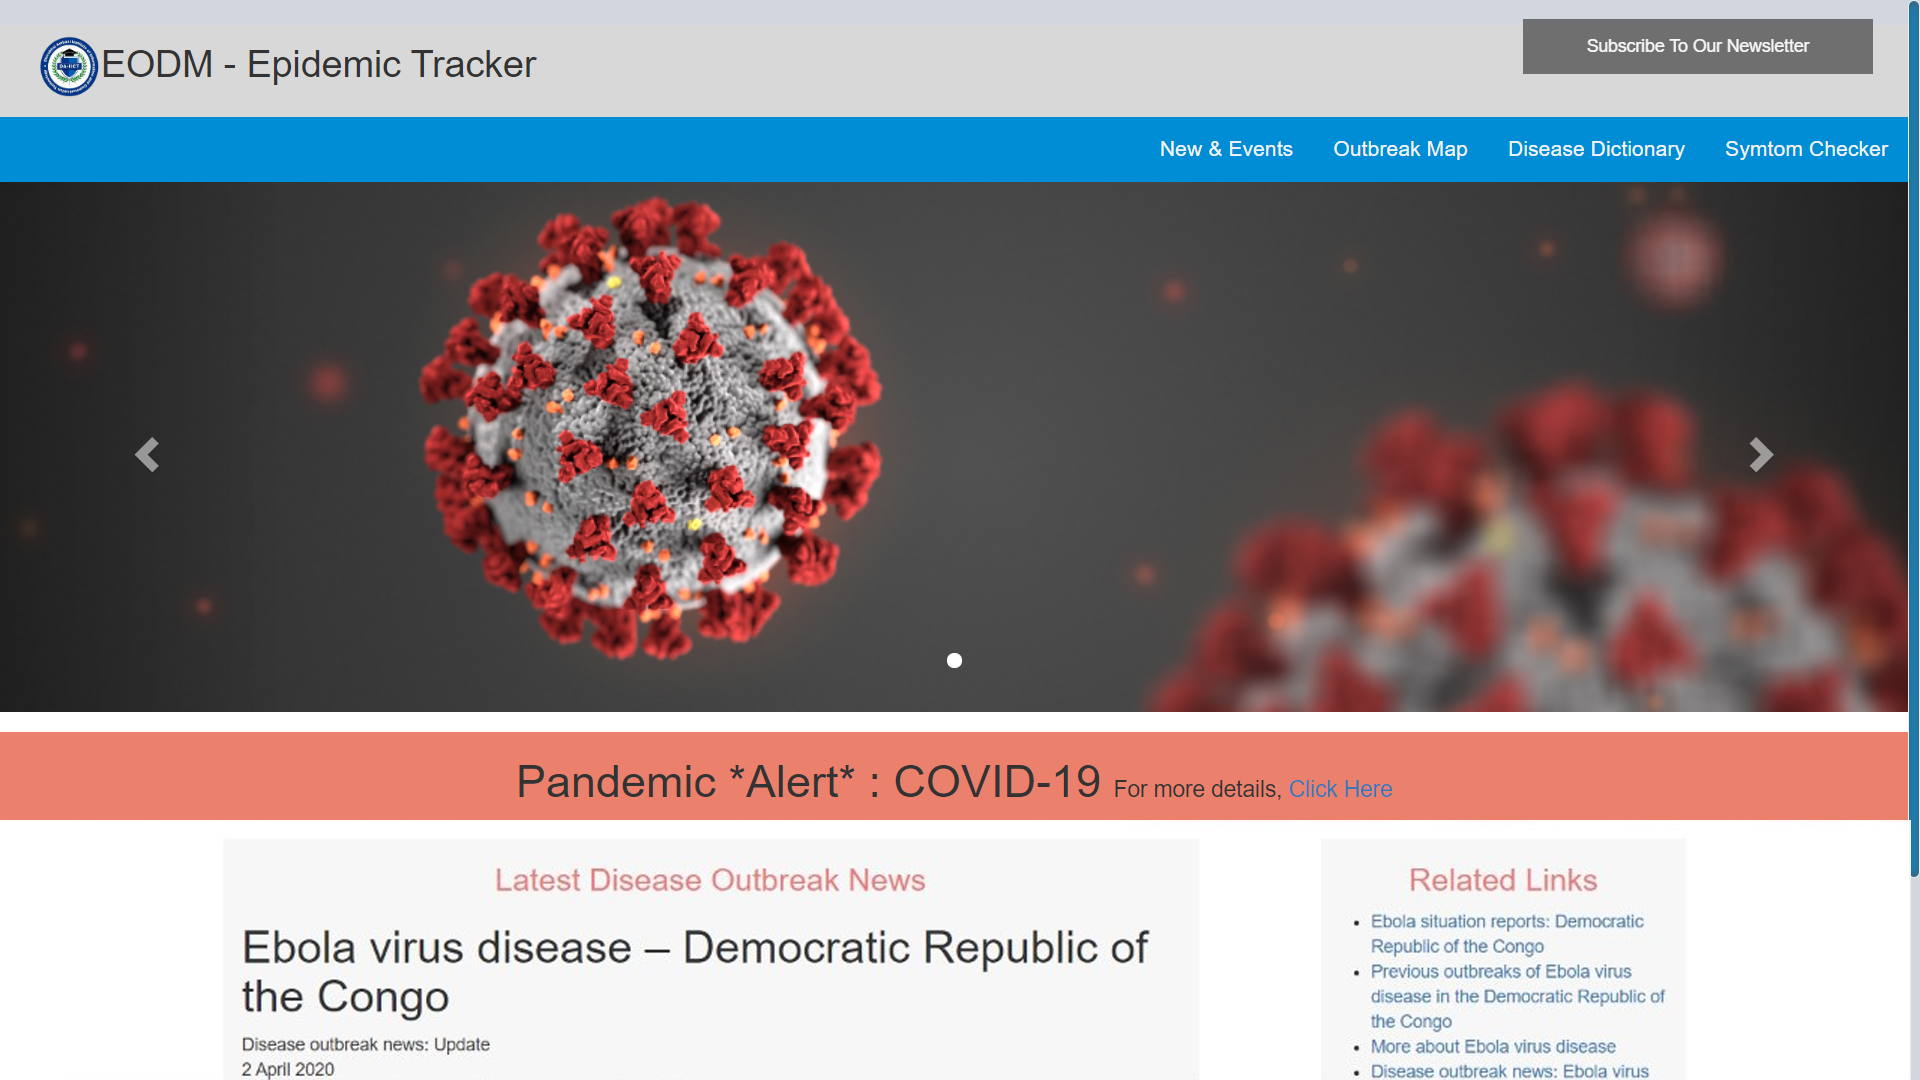 EODM - Epidemic Tracker
Subscribe To Our Newsletter
New & Events
Outbreak Map
Disease Dictionary
Symtom Checker
Pandemic *Alert* : COVID-19 For more details, Click Here
Latest Disease Outbreak News
Ebola virus disease – Democratic Republic of
the Congo
Disease outbreak news: Update
2 April 2020
Related Links
Ebola situation reports: Democratic
Republic of the Congo
Previous outbreaks of Ebola virus
disease in the Democratic Republic of
the Congo
More about Ebola virus disease
Disease outbreak news: Ebola virus